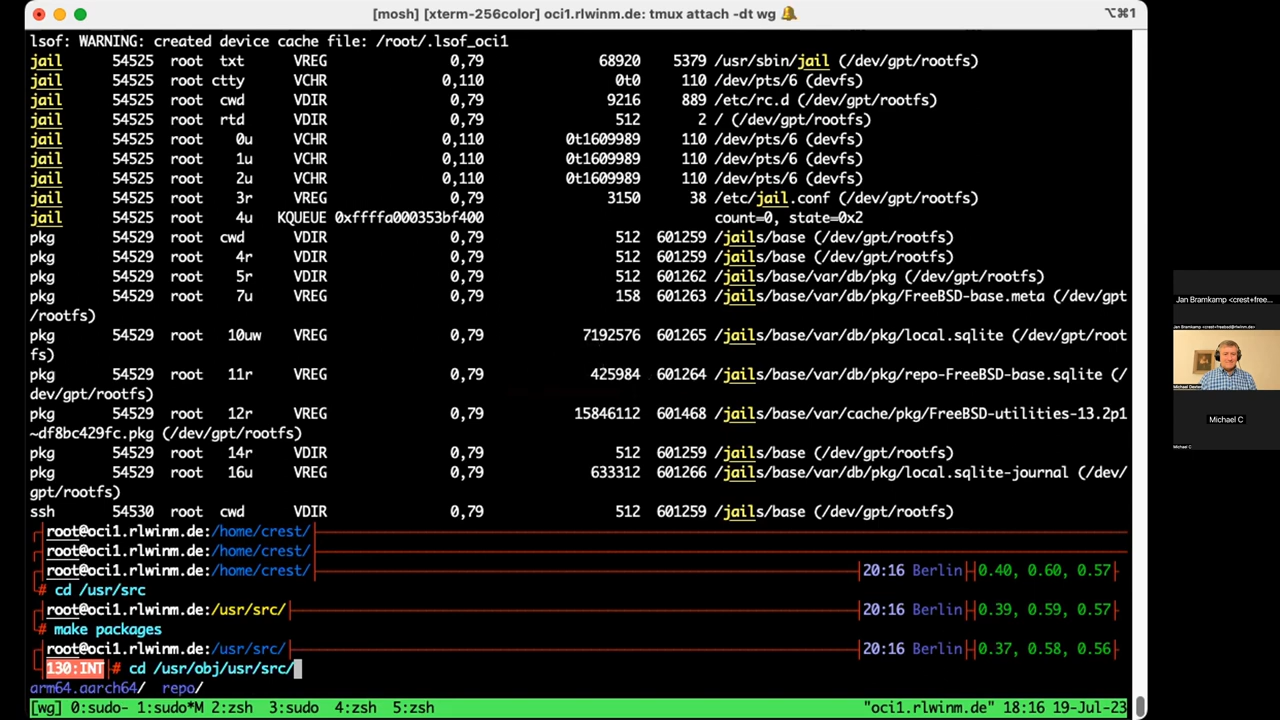 [mosh] [xterm-256color] oci1.rlwinm.de: tmux attach -dt wg 🔔
⌥⌘1
lsof: WARNING: created device cache file: /root/.lsof_oci1
jail 54525 root txt VREG 0,79 68920 5379 /usr/sbin/jail (/dev/gpt/rootfs)
jail 54525 root ctty VCHR 0,110 0t0 110 /dev/pts/6 (devfs)
jail 54525 root cwd VDIR 0,79 9216 889 /etc/rc.d (/dev/gpt/rootfs)
jail 54525 root rtd VDIR 0,79 512 2 / (/dev/gpt/rootfs)
jail 54525 root 0u VCHR 0,110 0t1609989 110 /dev/pts/6 (devfs)
jail 54525 root 1u VCHR 0,110 0t1609989 110 /dev/pts/6 (devfs)
jail 54525 root 2u VCHR 0,110 0t1609989 110 /dev/pts/6 (devfs)
jail 54525 root 3r VREG 0,79 3150 38 /etc/jail.conf (/dev/gpt/rootfs)
jail 54525 root 4u KQUEUE 0xffffa000353bf400 count=0, state=0x2
pkg 54529 root cwd VDIR 0,79 512 601259 /jails/base (/dev/gpt/rootfs)
pkg 54529 root 4r VDIR 0,79 512 601259 /jails/base (/dev/gpt/rootfs)
pkg 54529 root 5r VDIR 0,79 512 601262 /jails/base/var/db/pkg (/dev/gpt/rootfs)
pkg 54529 root 7u VREG 0,79 158 601263 /jails/base/var/db/pkg/FreeBSD-base.meta (/dev/gpt
/rootfs)
pkg 54529 root 10uw VREG 0,79 7192576 601265 /jails/base/var/db/pkg/local.sqlite (/dev/gpt/root
fs)
pkg 54529 root 11r VREG 0,79 425984 601264 /jails/base/var/db/pkg/repo-FreeBSD-base.sqlite (/
dev/gpt/rootfs)
pkg 54529 root 12r VREG 0,79 15846112 601468 /jails/base/var/cache/pkg/FreeBSD-utilities-13.2p1
~df8bc429fc.pkg (/dev/gpt/rootfs)
pkg 54529 root 14r VDIR 0,79 512 601259 /jails/base (/dev/gpt/rootfs)
pkg 54529 root 16u VREG 0,79 633312 601266 /jails/base/var/db/pkg/local.sqlite-journal (/dev/
gpt/rootfs)
ssh 54530 root cwd VDIR 0,79 512 601259 /jails/base (/dev/gpt/rootfs)
root@oci1.rlwinm.de:/home/crest/
root@oci1.rlwinm.de:/home/crest/
root@oci1.rlwinm.de:/home/crest/ 20:16 Berlin 0.40, 0.60, 0.57
# cd /usr/src
root@oci1.rlwinm.de:/usr/src/ 20:16 Berlin 0.39, 0.59, 0.57
# make packages
root@oci1.rlwinm.de:/usr/src/ 20:16 Berlin 0.37, 0.58, 0.56
130:INT # cd /usr/obj/usr/src/
arm64.aarch64/ repo/
[wg] 0:sudo- 1:sudo*M 2:zsh 3:sudo 4:zsh 5:zsh "oci1.rlwinm.de" 18:16 19-Jul-23
Jan Bramkamp <crest+free...
Jan Bramkamp <crest+freebsd@rlwinm.de>
Michael C
Michael C